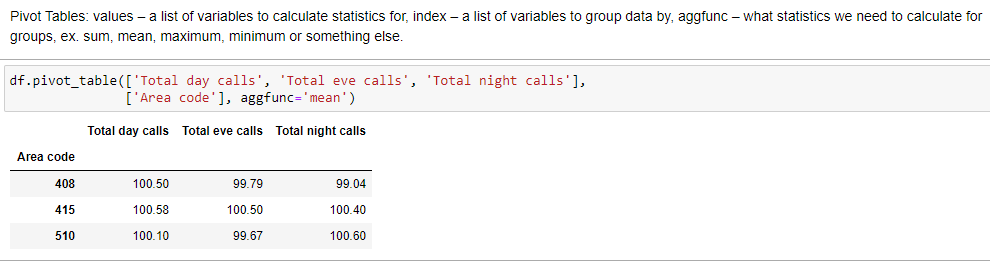 Pivot Tables: values – a list of variables to calculate statistics for, index – a list of variables to group data by, aggfunc – what statistics we need to calculate for
groups, ex. sum, mean, maximum, minimum or something else.
df.pivot_table(['Total day calls', 'Total eve calls', 'Total night calls'],
['Area code'], aggfunc='mean')
Total day calls Total eve calls Total night calls
Area code
408 100.50 99.79 99.04
415 100.58 100.50 100.40
510 100.10 99.67 100.60